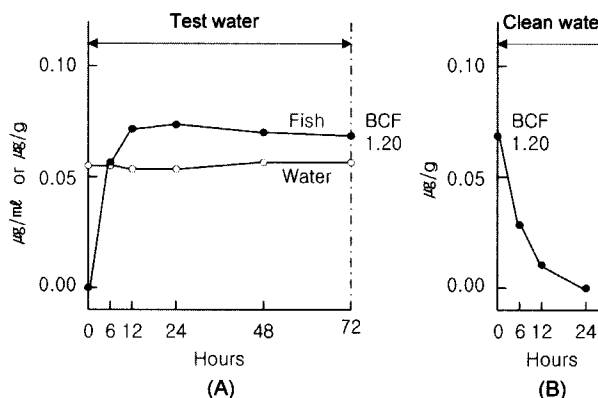 Test water
Clean wate
0.10
0.05
0.00
μg/mℓ or μg/g
Fish
Water
BCF
1.20
0 6 12 24 48 72
Hours
(A)
0.10
0.05
0.00
μg/g
BCF
1.20
0 6 12 24
Hours
(B)